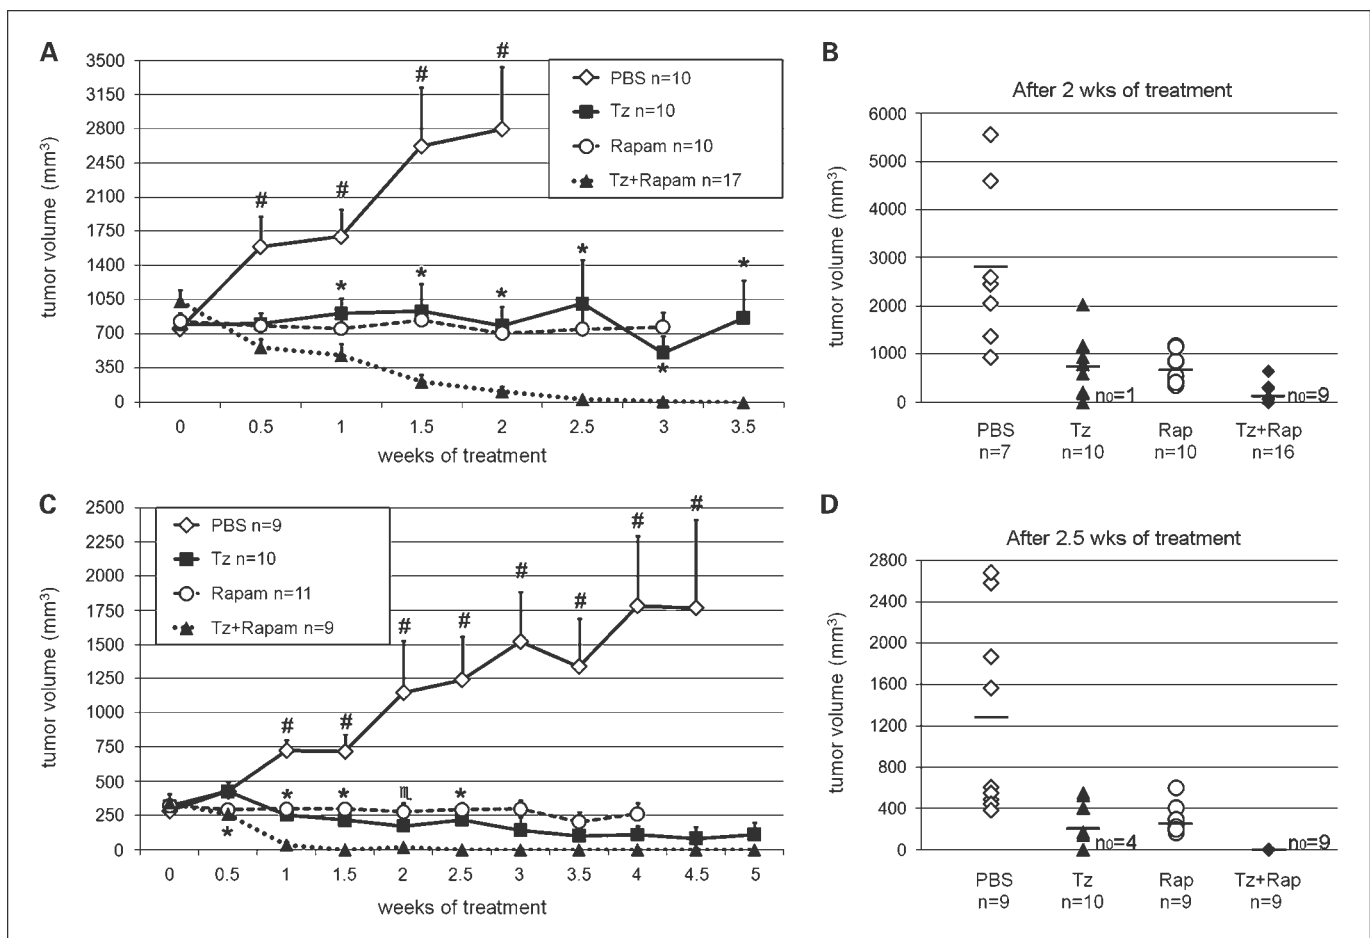 A
3500
3150
2800
2450
2100
1750
1400
1050
700
350
0
tumor volume (mm³)
# # # #
* * * * * *
PBS n=10
Tz n=10
Rapam n=10
Tz+Rapam n=17
0 0.5 1 1.5 2 2.5 3 3.5
weeks of treatment
B
After 2 wks of treatment
6000
5000
4000
3000
2000
1000
0
tumor volume (mm³)
n₀=1
n₀=9
PBS Tz Rap Tz+Rap
n=7 n=10 n=10 n=16
C
2500
2250
2000
1750
1500
1250
1000
750
500
250
0
tumor volume (mm³)
PBS n=9
Tz n=10
Rapam n=11
Tz+Rapam n=9
# # # # # # # #
* * * ♏ *
0 0.5 1 1.5 2 2.5 3 3.5 4 4.5 5
weeks of treatment
D
After 2.5 wks of treatment
2800
2400
2000
1600
1200
800
400
0
tumor volume (mm³)
n₀=4
n₀=9
PBS Tz Rap Tz+Rap
n=9 n=10 n=9 n=9